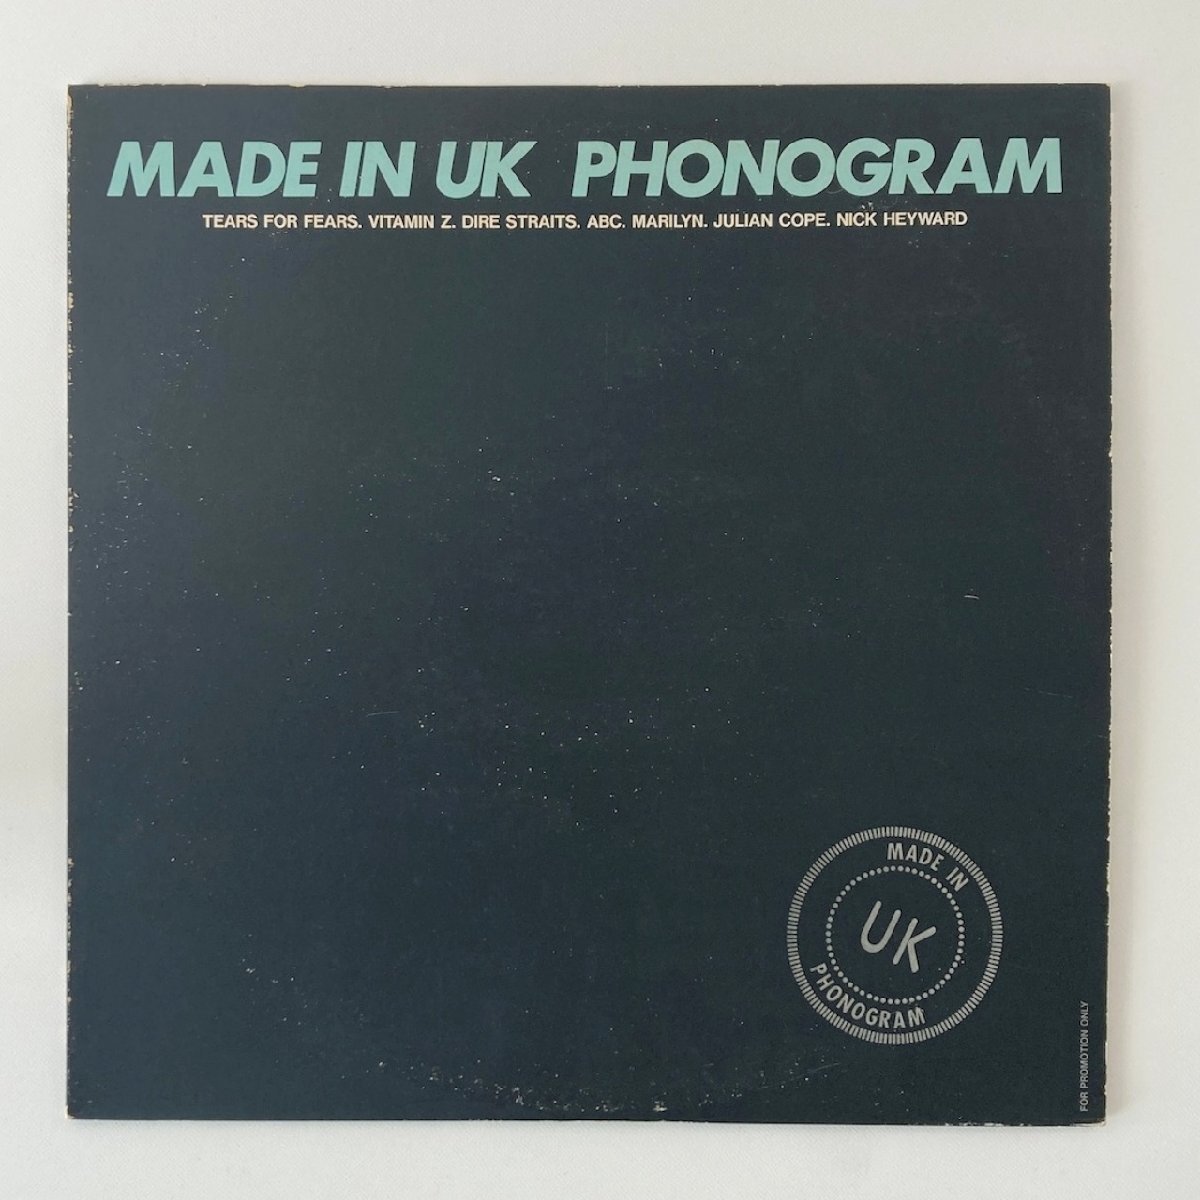 MADE IN UK PHONOGRAM
TEARS FOR FEARS. VITAMIN Z. DIRE STRAITS. ABC. MARILYN. JULIAN COPE. NICK HEYWARD
MADE IN
UK
PHONOGRAM
FOR PROMOTION ONLY